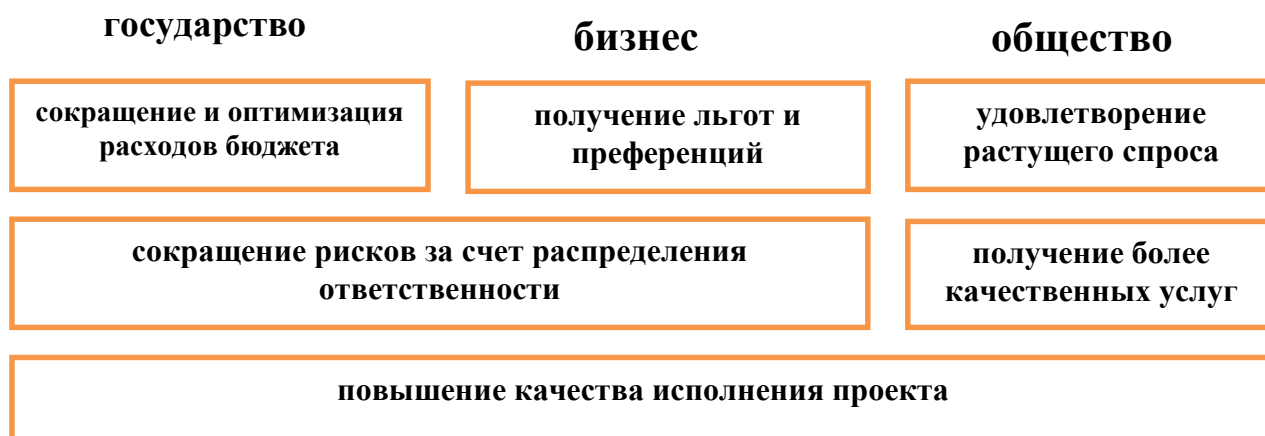 государство
бизнес
общество
сокращение и оптимизация
расходов бюджета
получение льгот и
преференций
удовлетворение
растущего спроса
сокращение рисков за счет распределения
ответственности
получение более
качественных услуг
повышение качества исполнения проекта